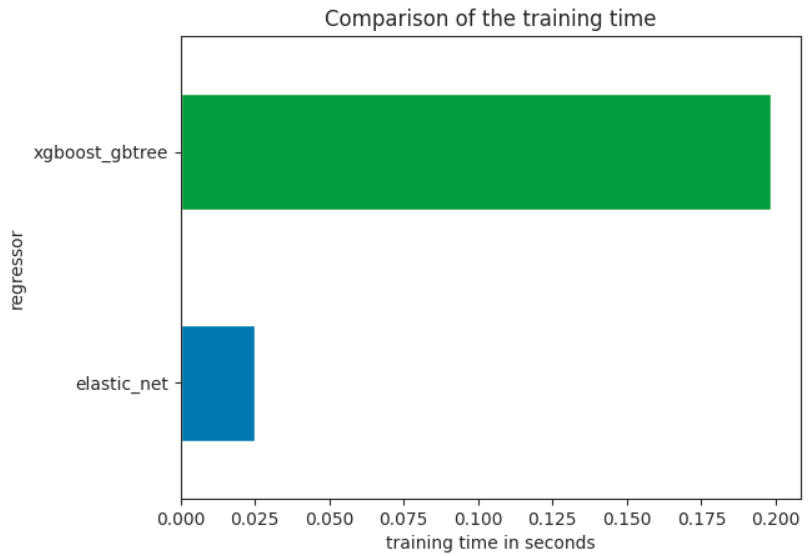 Comparison of the training time
xgboost_gbtree
elastic_net
regressor
0.000 0.025 0.050 0.075 0.100 0.125 0.150 0.175 0.200
training time in seconds